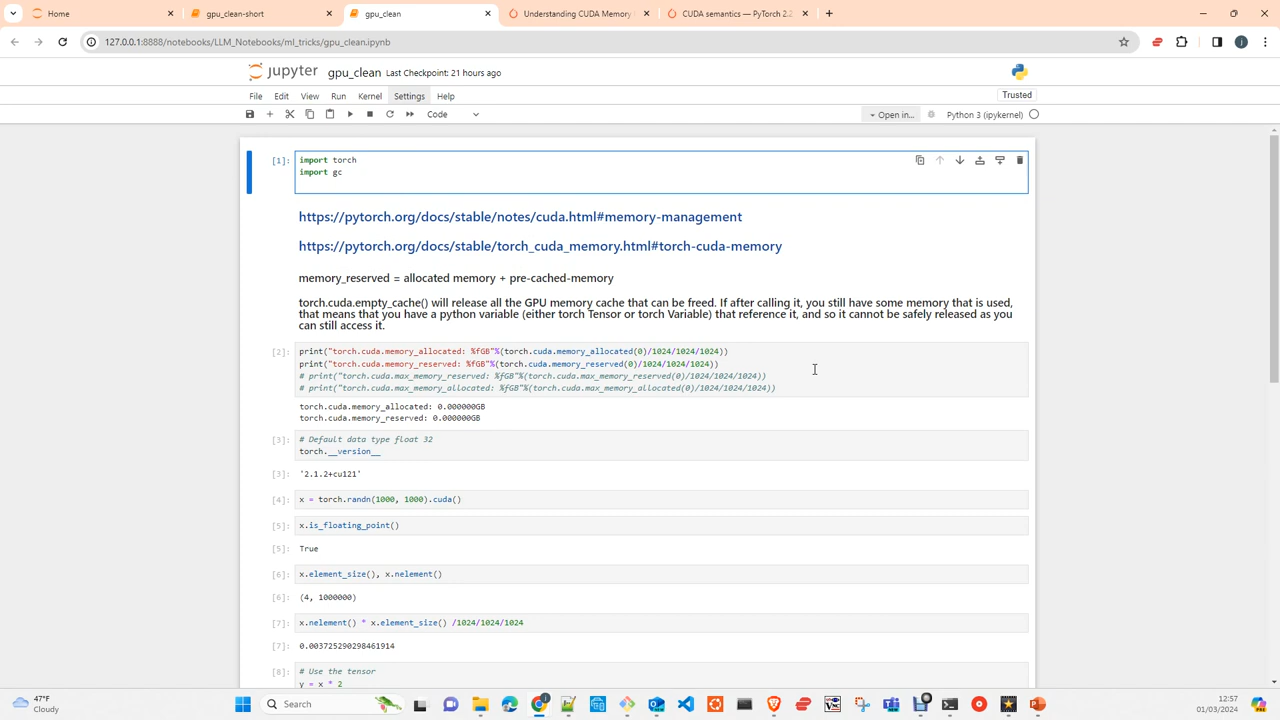 Home
gpu_clean-short
gpu_clean
Understanding CUDA Memory
CUDA semantics — PyTorch 2.2
127.0.0.1:8888/notebooks/LLM_Notebooks/ml_tricks/gpu_clean.ipynb
jupyter gpu_clean Last Checkpoint: 21 hours ago
File Edit View Run Kernel Settings Help
Trusted
Code
Open in...
Python 3 (ipykernel)
[1]: import torch
import gc
https://pytorch.org/docs/stable/notes/cuda.html#memory-management
https://pytorch.org/docs/stable/torch_cuda_memory.html#torch-cuda-memory
memory_reserved = allocated memory + pre-cached-memory
torch.cuda.empty_cache() will release all the GPU memory cache that can be freed. If after calling it, you still have some memory that is used,
that means that you have a python variable (either torch Tensor or torch Variable) that reference it, and so it cannot be safely released as you
can still access it.
[2]: print("torch.cuda.memory_allocated: %fGB"%(torch.cuda.memory_allocated(0)/1024/1024/1024))
print("torch.cuda.memory_reserved: %fGB"%(torch.cuda.memory_reserved(0)/1024/1024/1024))
# print("torch.cuda.max_memory_reserved: %fGB"%(torch.cuda.max_memory_reserved(0)/1024/1024/1024))
# print("torch.cuda.max_memory_allocated: %fGB"%(torch.cuda.max_memory_allocated(0)/1024/1024/1024))
torch.cuda.memory_allocated: 0.000000GB
torch.cuda.memory_reserved: 0.000000GB
[3]: # Default data type float 32
torch.__version__
[3]: '2.1.2+cu121'
[4]: x = torch.randn(1000, 1000).cuda()
[5]: x.is_floating_point()
[5]: True
[6]: x.element_size(), x.nelement()
[6]: (4, 1000000)
[7]: x.nelement() * x.element_size() /1024/1024/1024
[7]: 0.003725290298461914
[8]: # Use the tensor
y = x * 2
47°F
Cloudy
Search
12:57
01/03/2024